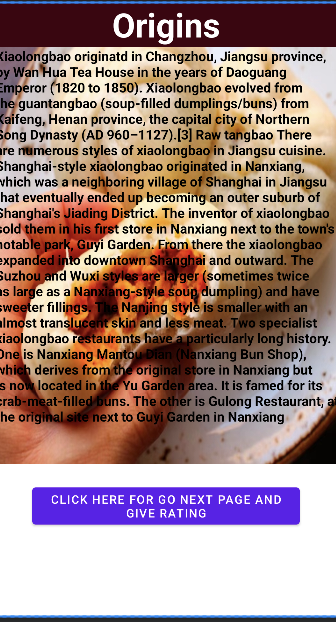 Origins
Xiaolongbao originatd in Changzhou, Jiangsu province,
by Wan Hua Tea House in the years of Daoguang
Emperor (1820 to 1850). Xiaolongbao evolved from
the guantangbao (soup-filled dumplings/buns) from
Kaifeng, Henan province, the capital city of Northern
Song Dynasty (AD 960–1127).[3] Raw tangbao There
are numerous styles of xiaolongbao in Jiangsu cuisine.
Shanghai-style xiaolongbao originated in Nanxiang,
which was a neighboring village of Shanghai in Jiangsu
that eventually ended up becoming an outer suburb of
Shanghai's Jiading District. The inventor of xiaolongbao
sold them in his first store in Nanxiang next to the town's
notable park, Guyi Garden. From there the xiaolongbao
expanded into downtown Shanghai and outward. The
Suzhou and Wuxi styles are larger (sometimes twice
as large as a Nanxiang-style soup dumpling) and have
sweeter fillings. The Nanjing style is smaller with an
almost translucent skin and less meat. Two specialist
xiaolongbao restaurants have a particularly long history.
One is Nanxiang Mantou Dian (Nanxiang Bun Shop),
which derives from the original store in Nanxiang but
is now located in the Yu Garden area. It is famed for its
crab-meat-filled buns. The other is Gulong Restaurant, at
the original site next to Guyi Garden in Nanxiang
CLICK HERE FOR GO NEXT PAGE AND
GIVE RATING